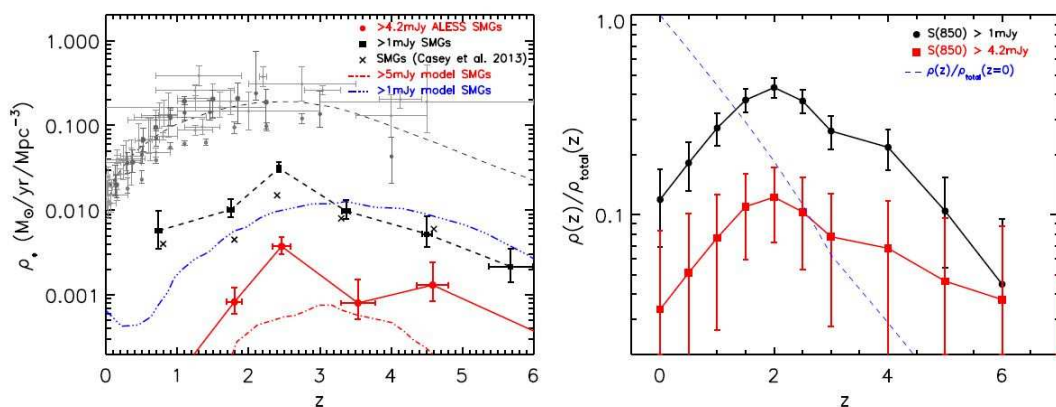 >4.2mJy ALESS SMGs
>1mJy SMGs
SMGs (Casey et al. 2013)
>5mJy model SMGs
>1mJy model SMGs
1.000
0.100
0.010
0.001
ρ* (M⊙/yr/Mpc⁻³)
0 1 2 3 4 5 6
z
S(850) > 1mJy
S(850) > 4.2mJy
ρ(z)/ρtotal(z=0)
1.0
0.1
ρ(z)/ρtotal(z)
0 2 4 6
z